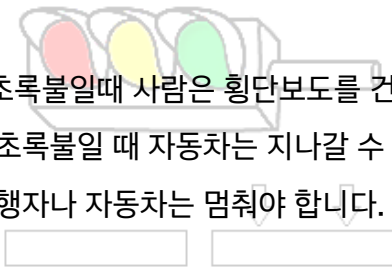 초록불일때 사람은 횡단보도를 건
초록불일 때 자동차는 지나갈 수
행자나 자동차는 멈춰야 합니다.